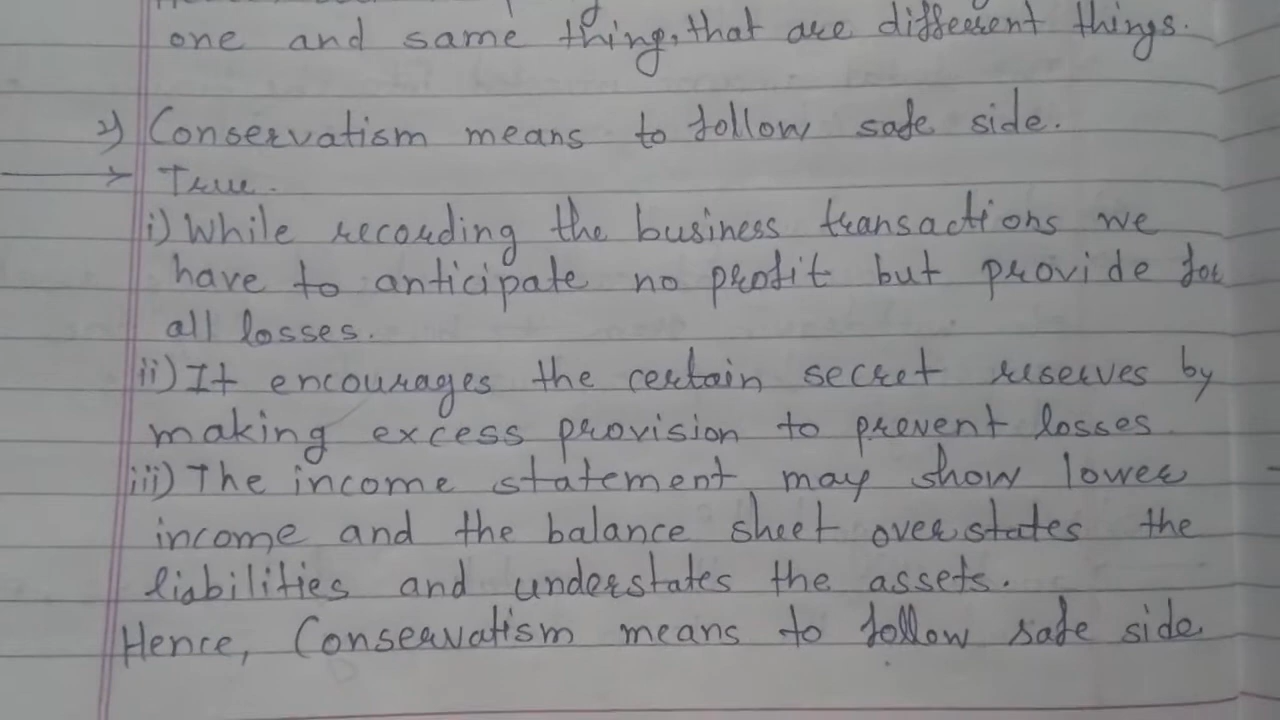 one and same thing, that are different things.
2) Conservatism means to follow safe side.
→ True.
i) While recording the business transactions we
have to anticipate no profit but provide for
all losses.
ii) It encourages the certain secret reserves by
making excess provision to prevent losses
iii) The income statement may show lower
income and the balance sheet overstates the
liabilities and understates the assets.
Hence, Conservatism means to follow safe side